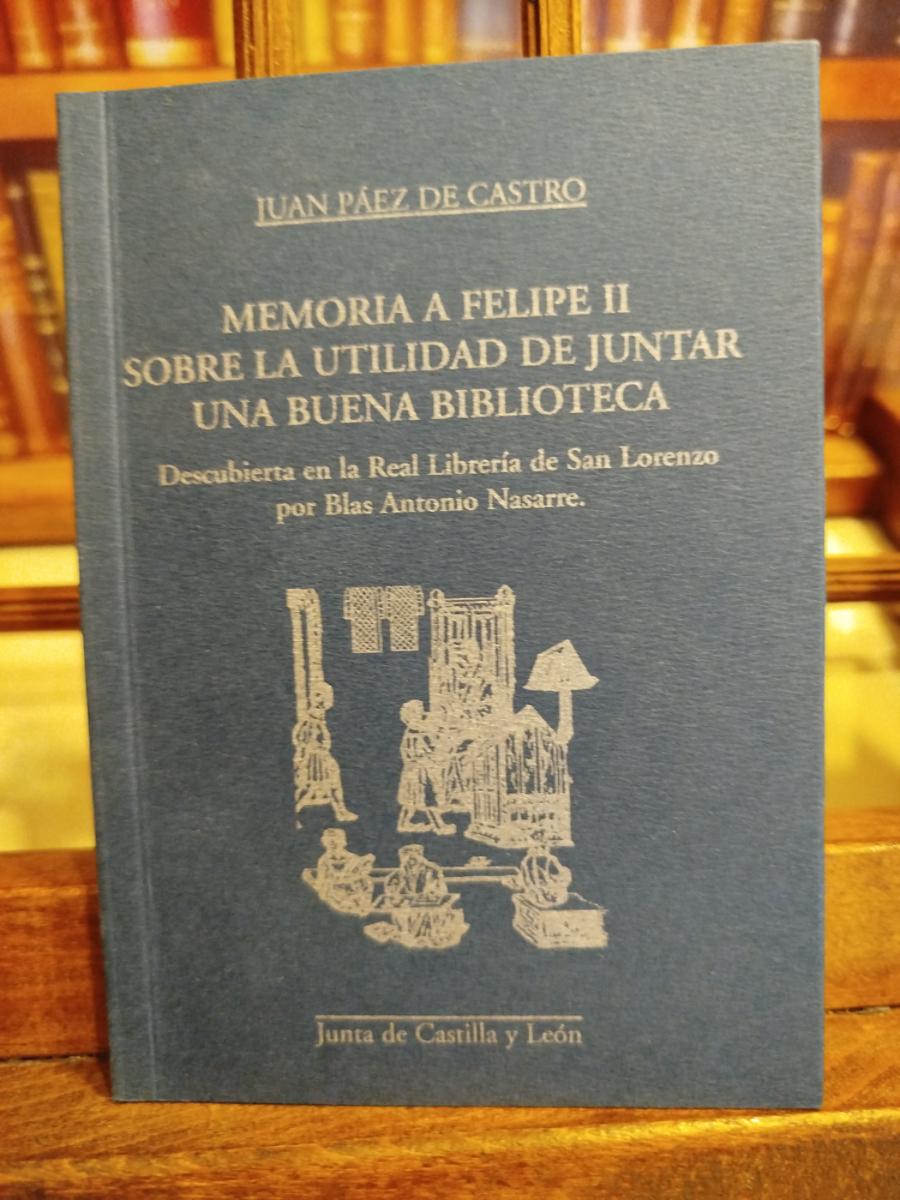 JUAN PÁEZ DE CASTRO
MEMORIA A FELIPE II
SOBRE LA UTILIDAD DE JUNTAR
UNA BUENA BIBLIOTECA
Descubierta en la Real Librería de San Lorenzo
por Blas Antonio Nasarre.
Junta de Castilla y León